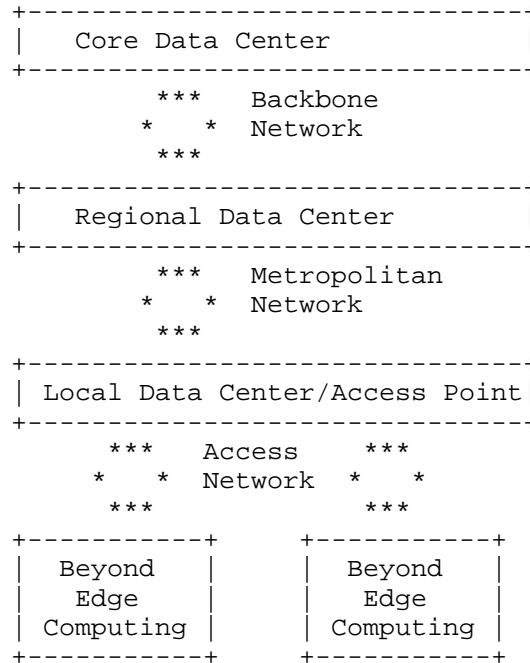 +--------------------------------
|   Core Data Center            |
+--------------------------------
         ***   Backbone
        *   *  Network
         ***
+--------------------------------
|   Regional Data Center        |
+--------------------------------
         ***   Metropolitan
        *   *  Network
         ***
+--------------------------------
| Local Data Center/Access Point|
+--------------------------------
      ***   Access    ***
     *   *  Network  *   *
      ***             ***
+-----------+     +-----------+
|  Beyond   |     |  Beyond   |
|   Edge    |     |   Edge    |
| Computing |     | Computing |
+-----------+     +-----------+